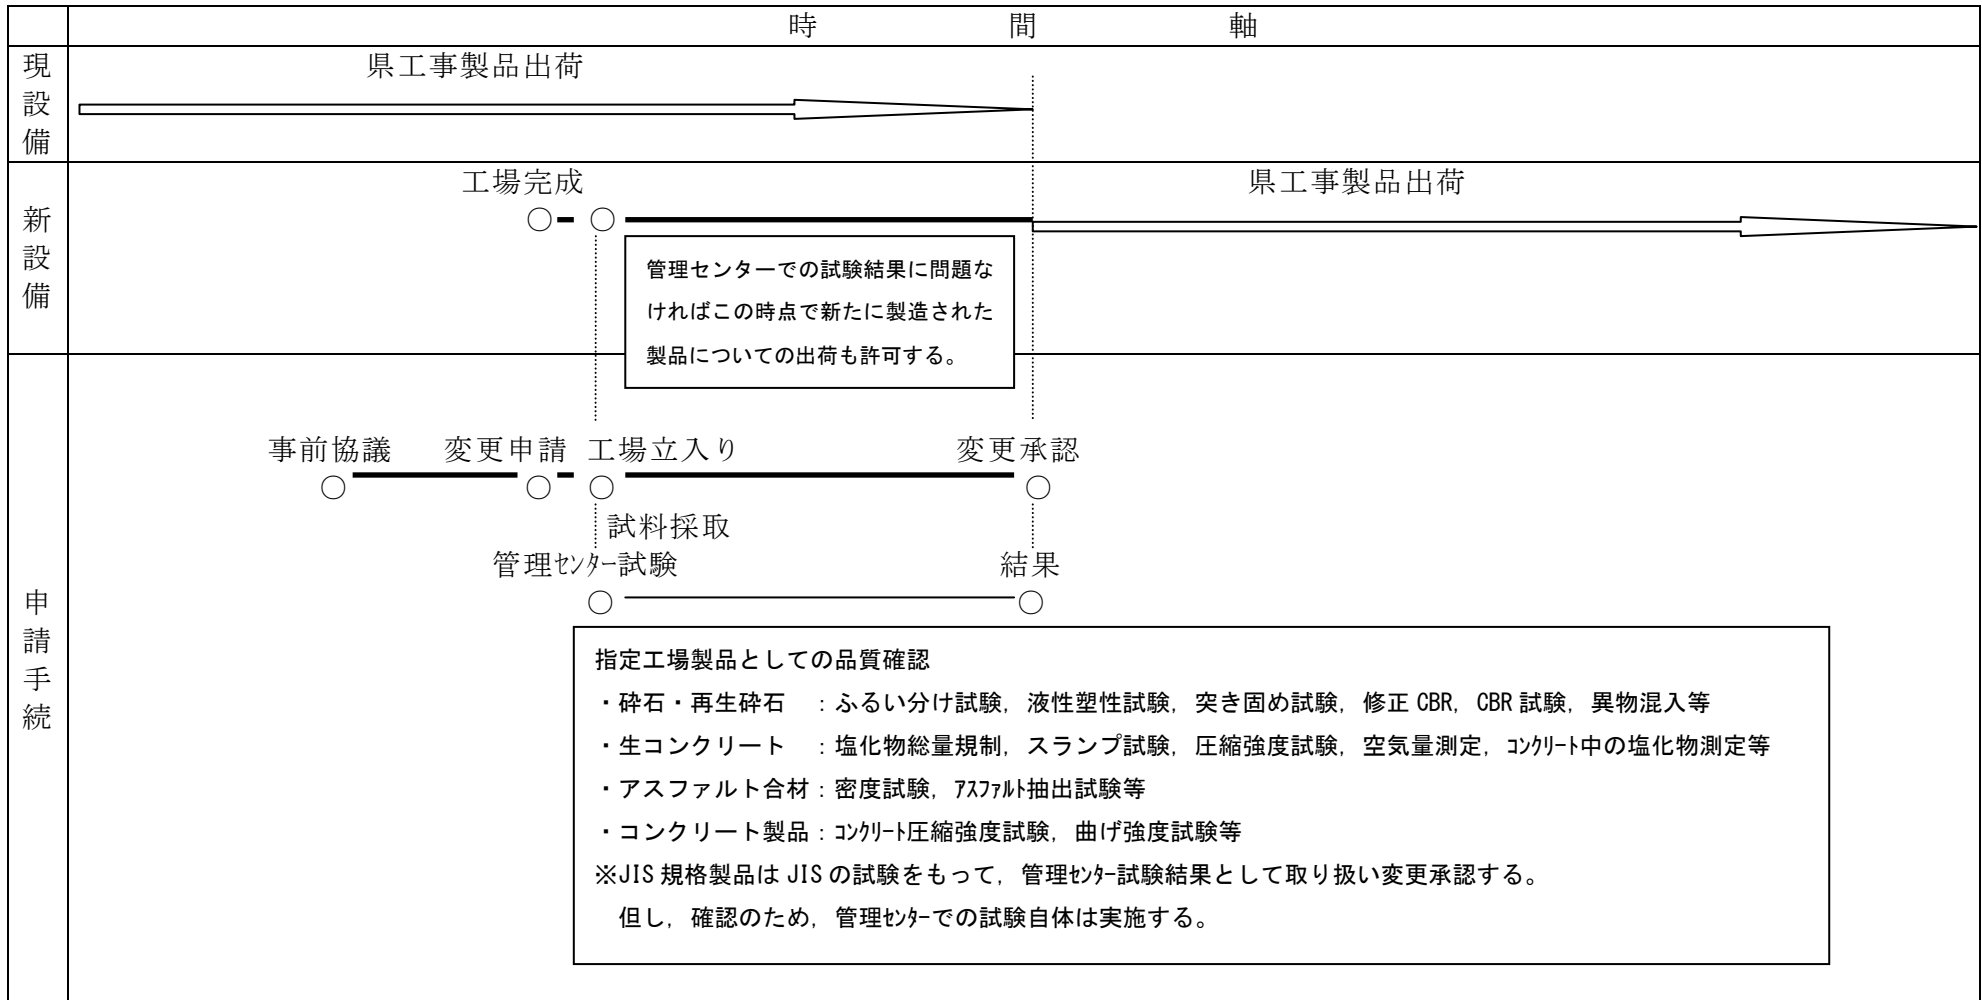 時　間　軸
現設備
県工事製品出荷
新設備
工場完成
県工事製品出荷
管理センターでの試験結果に問題な
ければこの時点で新たに製造された
製品についての出荷も許可する。
申請手続
事前協議
変更申請
工場立入り
変更承認
試料採取
管理ｾﾝﾀｰ試験
結果
指定工場製品としての品質確認
・砕石・再生砕石　：ふるい分け試験，液性塑性試験，突き固め試験，修正 CBR，CBR 試験，異物混入等
・生コンクリート　：塩化物総量規制，スランプ試験，圧縮強度試験，空気量測定，ｺﾝｸﾘｰﾄ中の塩化物測定等
・アスファルト合材：密度試験，ｱｽﾌｧﾙﾄ抽出試験等
・コンクリート製品：ｺﾝｸﾘｰﾄ圧縮強度試験，曲げ強度試験等
※JIS 規格製品は JIS の試験をもって，管理ｾﾝﾀｰ試験結果として取り扱い変更承認する。
但し，確認のため，管理ｾﾝﾀｰでの試験自体は実施する。